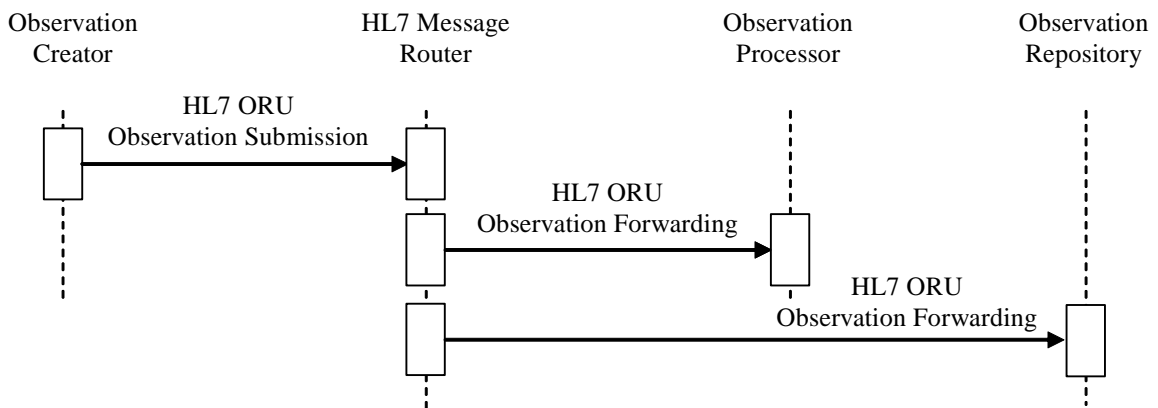 Observation
Creator
HL7 Message
Router
Observation
Processor
Observation
Repository
HL7 ORU
Observation Submission
HL7 ORU
Observation Forwarding
HL7 ORU
Observation Forwarding